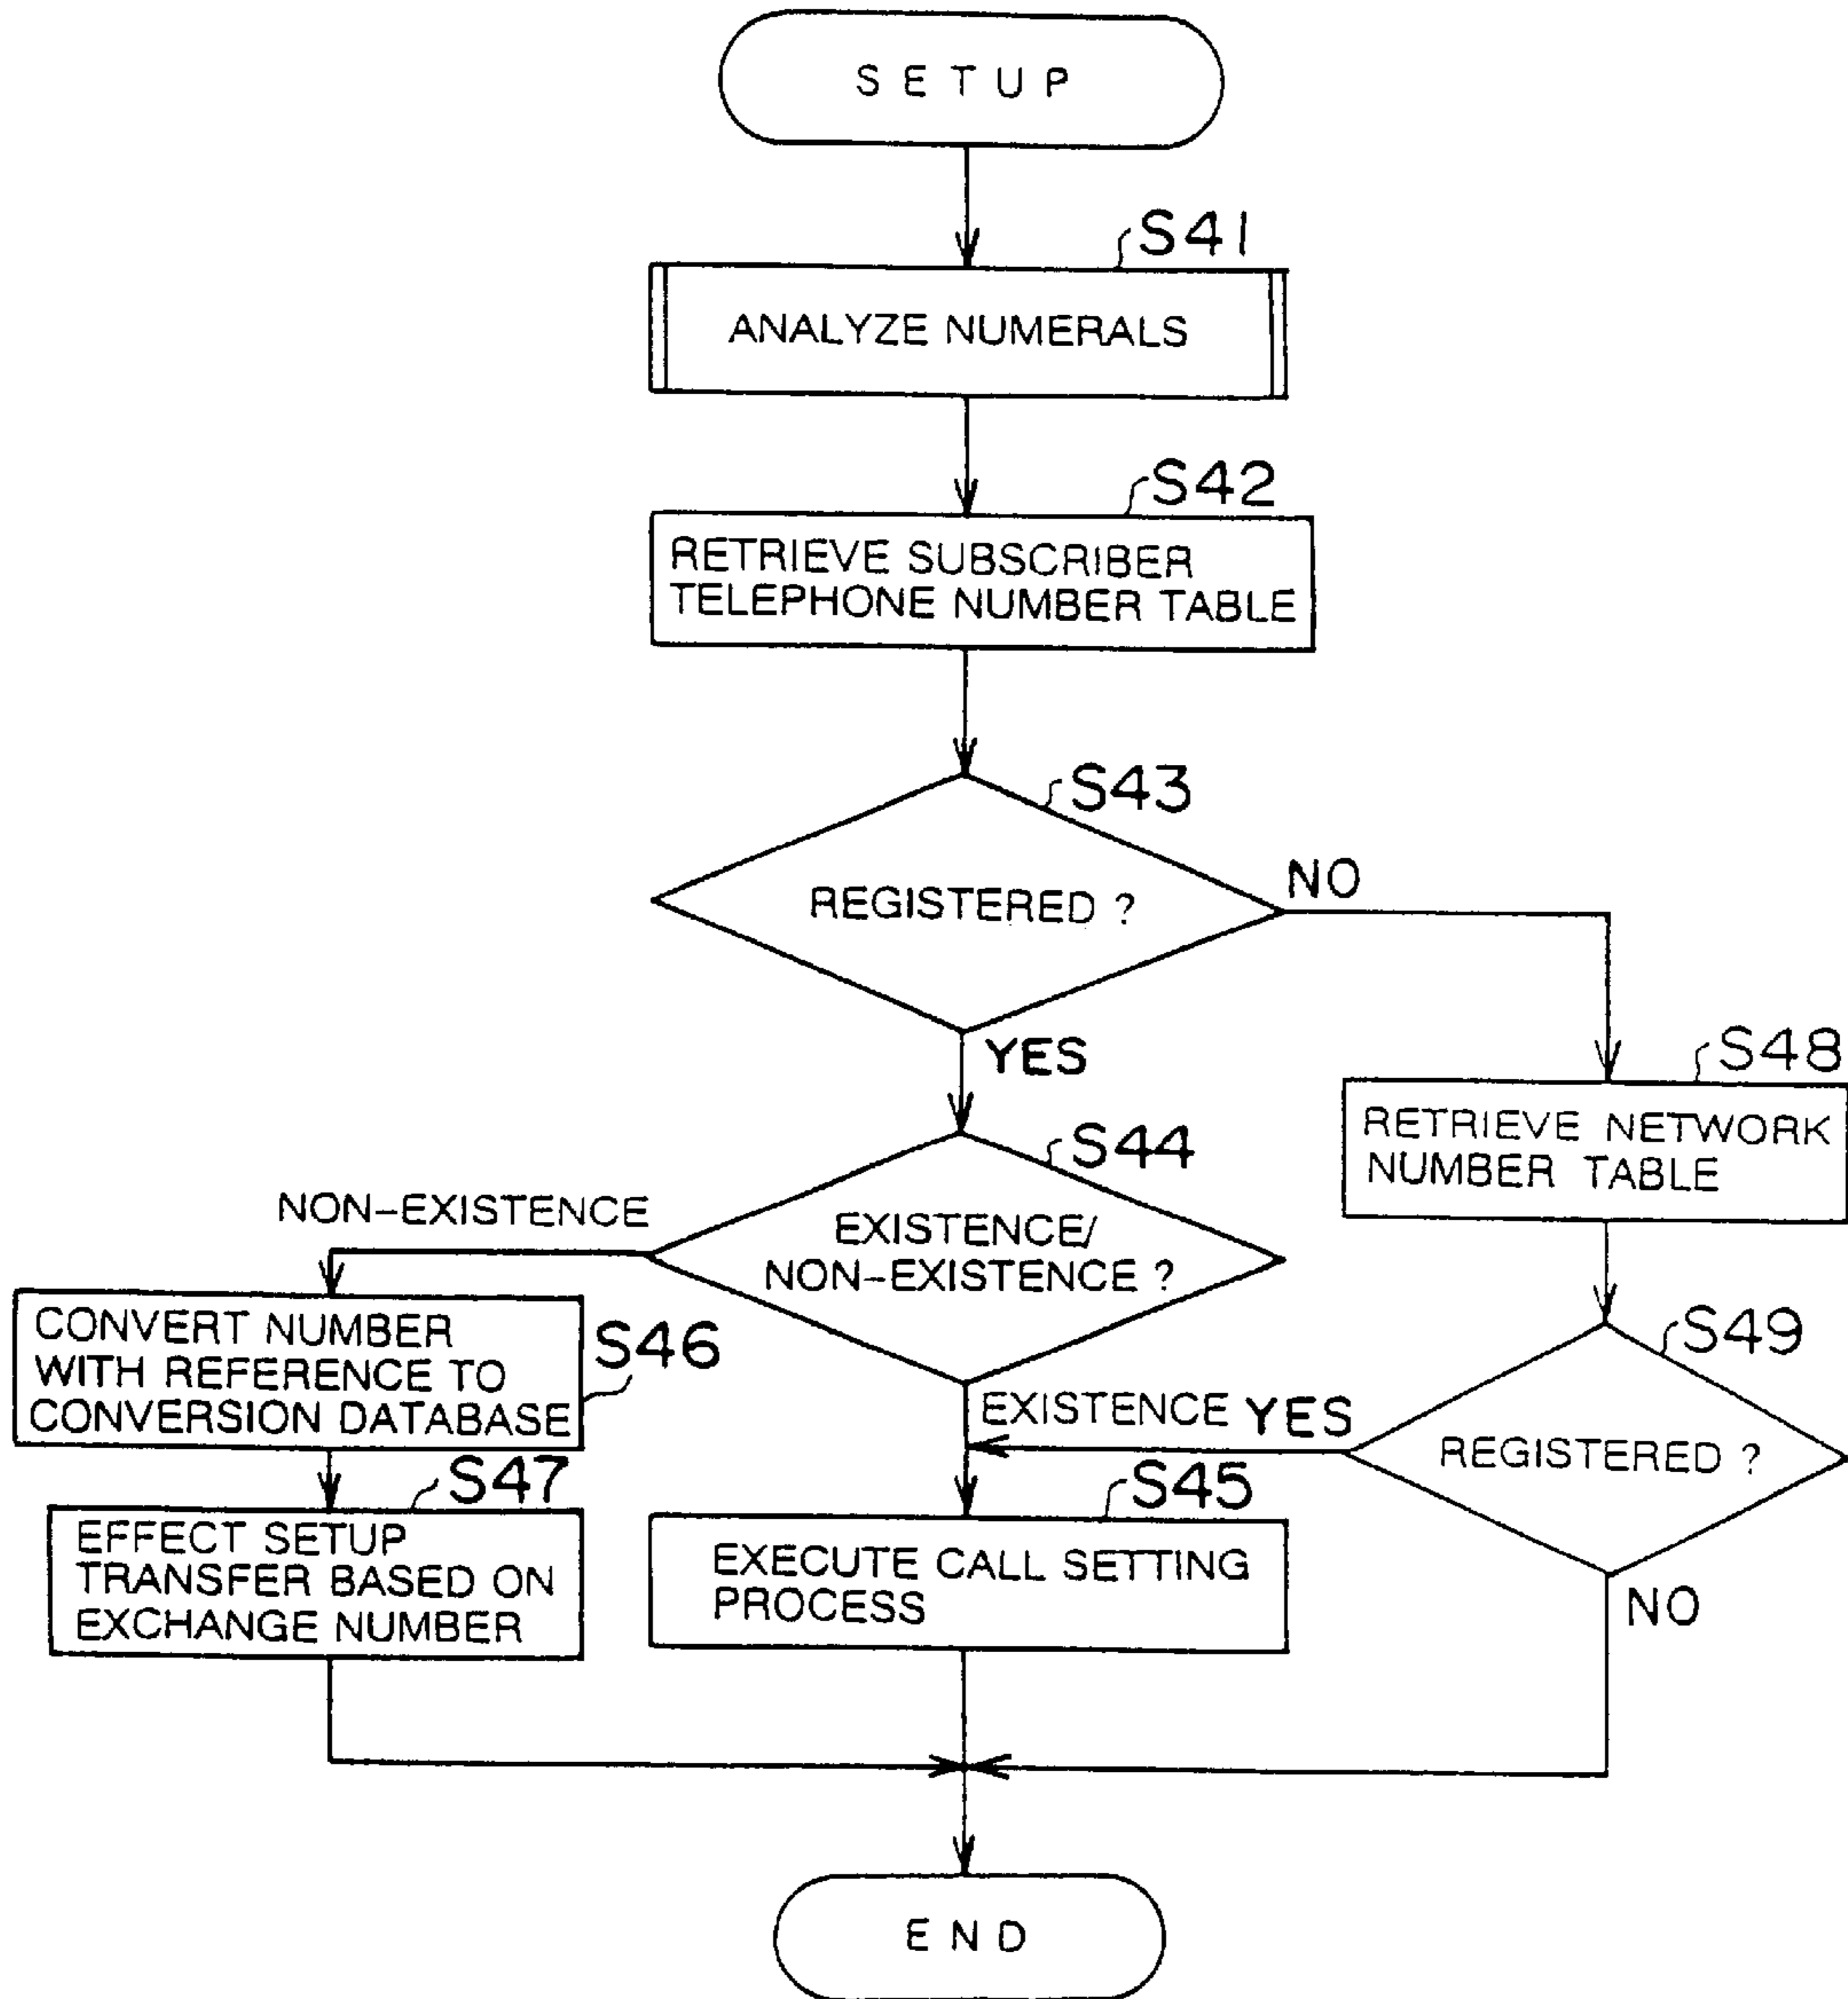 SETUP
S41
ANALYZE NUMERALS
S42
RETRIEVE SUBSCRIBER
TELEPHONE NUMBER TABLE
S43
REGISTERED ?
NO
YES
S48
RETRIEVE NETWORK
NUMBER TABLE
S44
EXISTENCE/
NON-EXISTENCE ?
NON-EXISTENCE
CONVERT NUMBER
WITH REFERENCE TO
CONVERSION DATABASE
S46
EXISTENCE
YES
S49
REGISTERED ?
NO
S47
EFFECT SETUP
TRANSFER BASED ON
EXCHANGE NUMBER
S45
EXECUTE CALL SETTING
PROCESS
END